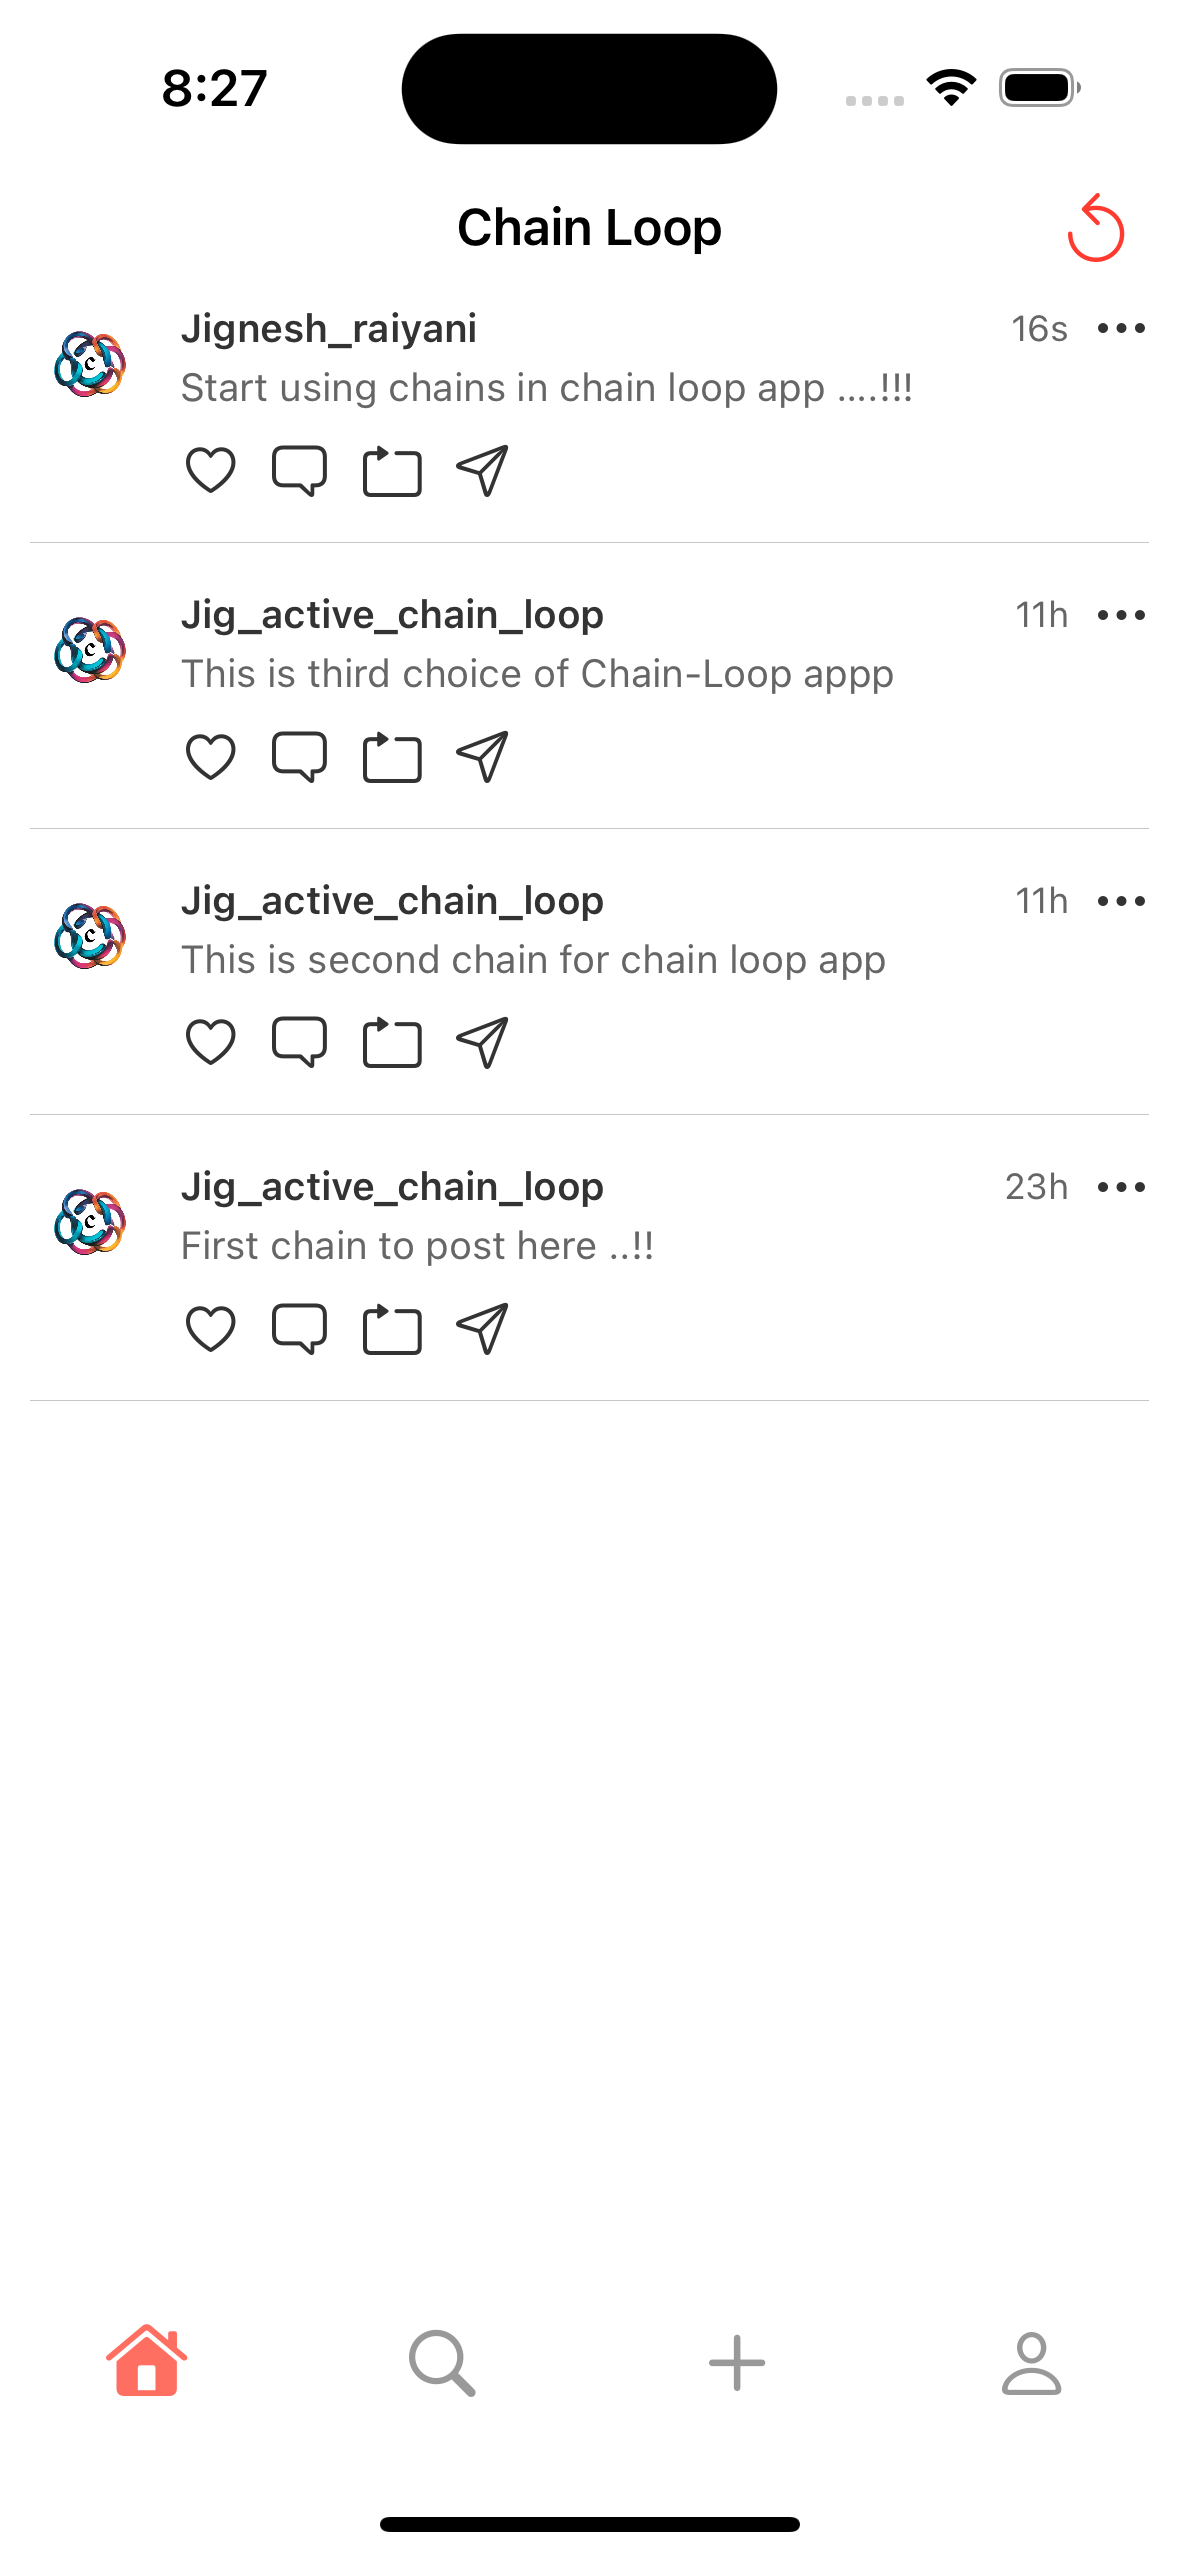 8:27
Chain Loop
Jignesh_raiyani 16s
Start using chains in chain loop app ....!!!
Jig_active_chain_loop 11h
This is third choice of Chain-Loop appp
Jig_active_chain_loop 11h
This is second chain for chain loop app
Jig_active_chain_loop 23h
First chain to post here ..!!